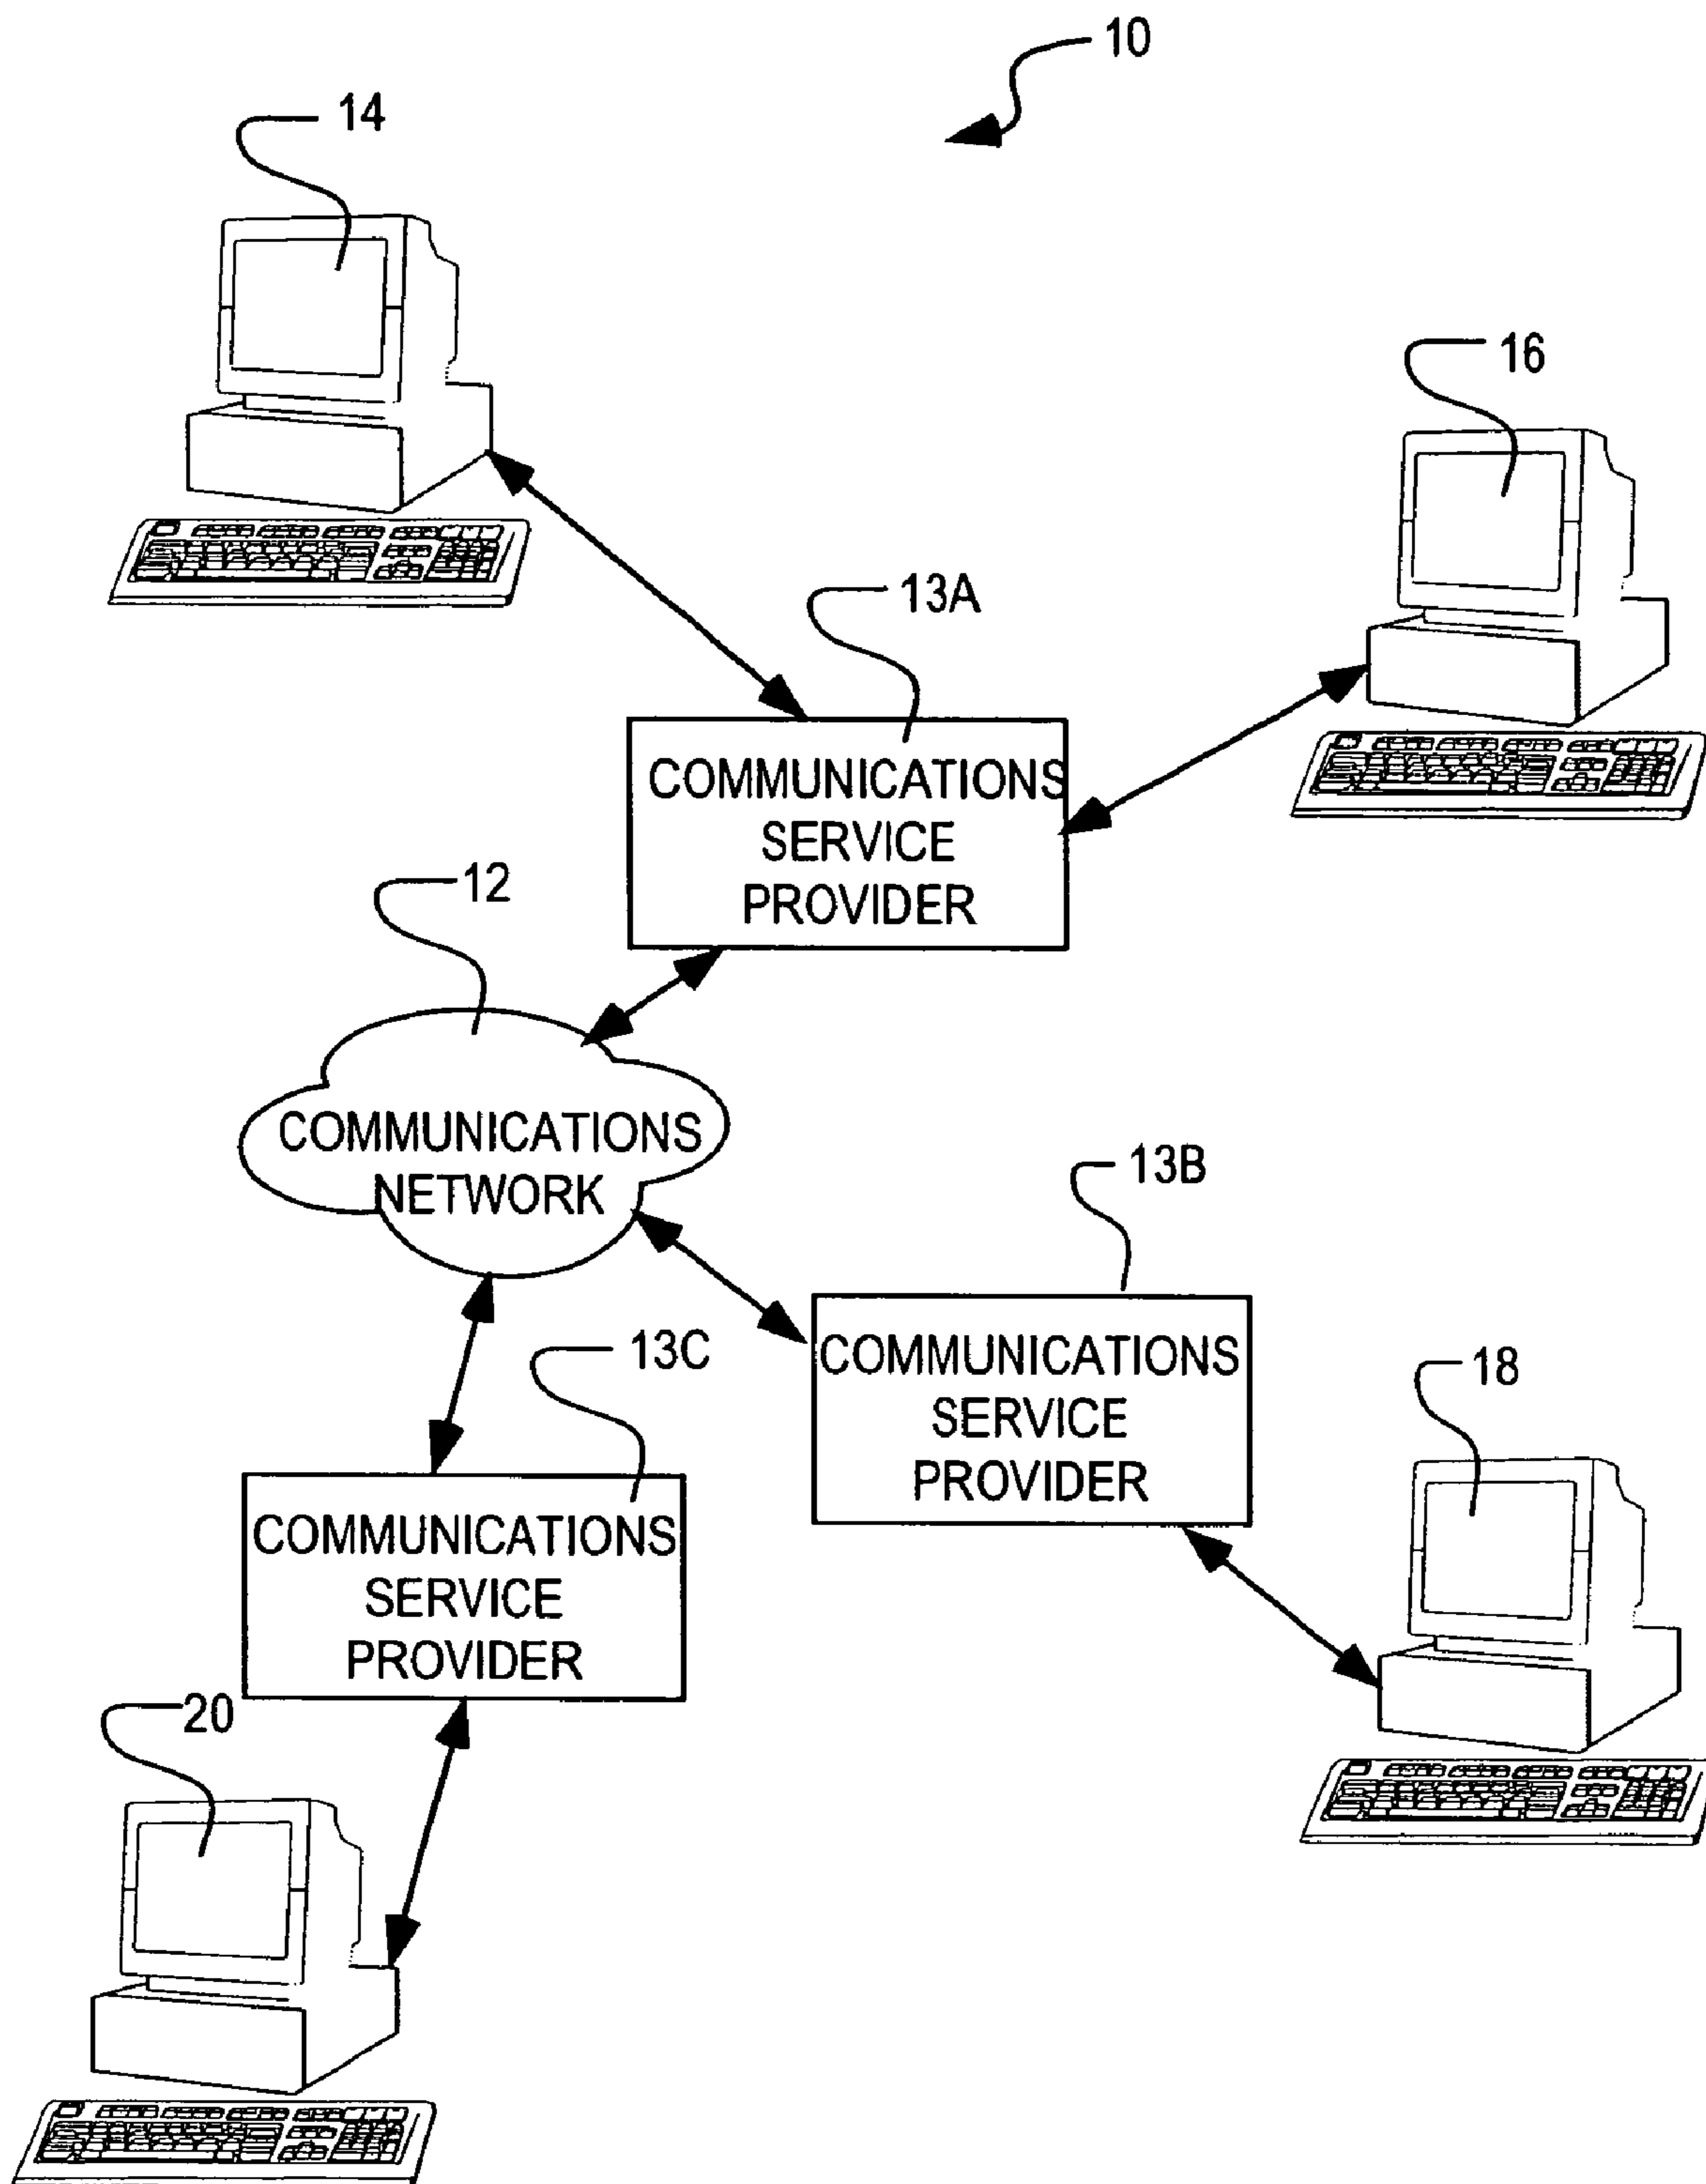 10
14
16
13A
COMMUNICATIONS
SERVICE
PROVIDER
12
COMMUNICATIONS
NETWORK
13B
COMMUNICATIONS
SERVICE
PROVIDER
13C
COMMUNICATIONS
SERVICE
PROVIDER
18
20